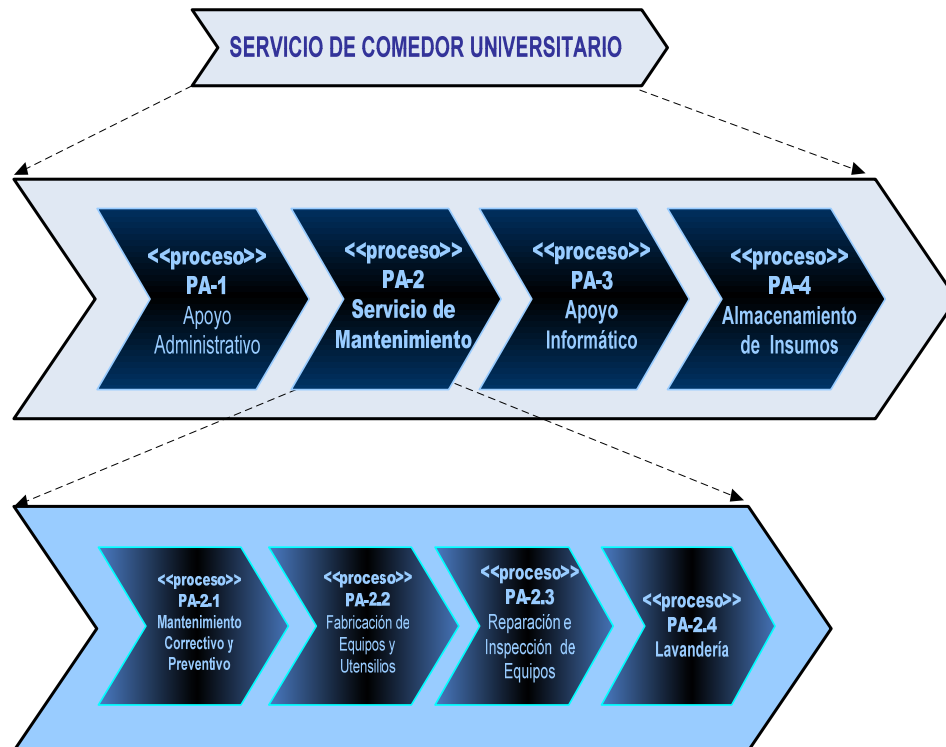 SERVICIO DE COMEDOR UNIVERSITARIO
<<proceso>>
PA-1
Apoyo
Administrativo
<<proceso>>
PA-2
Servicio de
Mantenimiento
<<proceso>>
PA-3
Apoyo
Informático
<<proceso>>
PA-4
Almacenamiento
de Insumos
<<proceso>>
PA-2.1
Mantenimiento
Correctivo y
Preventivo
<<proceso>>
PA-2.2
Fabricación de
Equipos y
Utensilios
<<proceso>>
PA-2.3
Reparación e
Inspección de
Equipos
<<proceso>>
PA-2.4
Lavandería